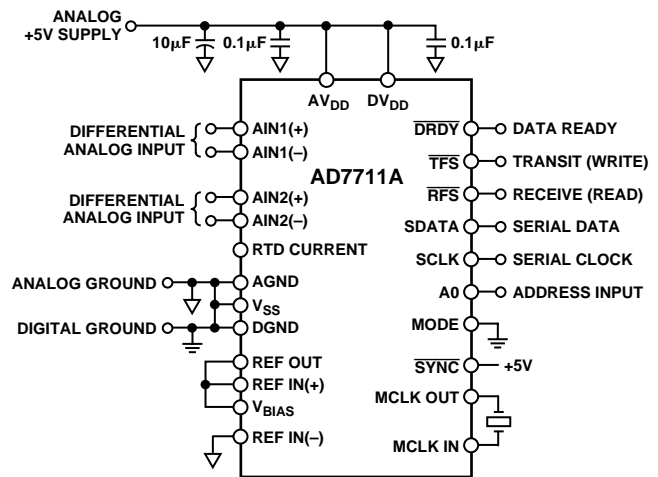 ANALOG
+5V SUPPLY
10µF
0.1µF
0.1µF
AVDD
DVDD
DIFFERENTIAL
ANALOG INPUT
AIN1(+)
AIN1(–)
DIFFERENTIAL
ANALOG INPUT
AIN2(+)
AIN2(–)
RTD CURRENT
ANALOG GROUND
AGND
VSS
DIGITAL GROUND
DGND
REF OUT
REF IN(+)
VBIAS
REF IN(–)
AD7711A
DRDY
DATA READY
TFS
TRANSIT (WRITE)
RFS
RECEIVE (READ)
SDATA
SERIAL DATA
SCLK
SERIAL CLOCK
A0
ADDRESS INPUT
MODE
SYNC
+5V
MCLK OUT
MCLK IN